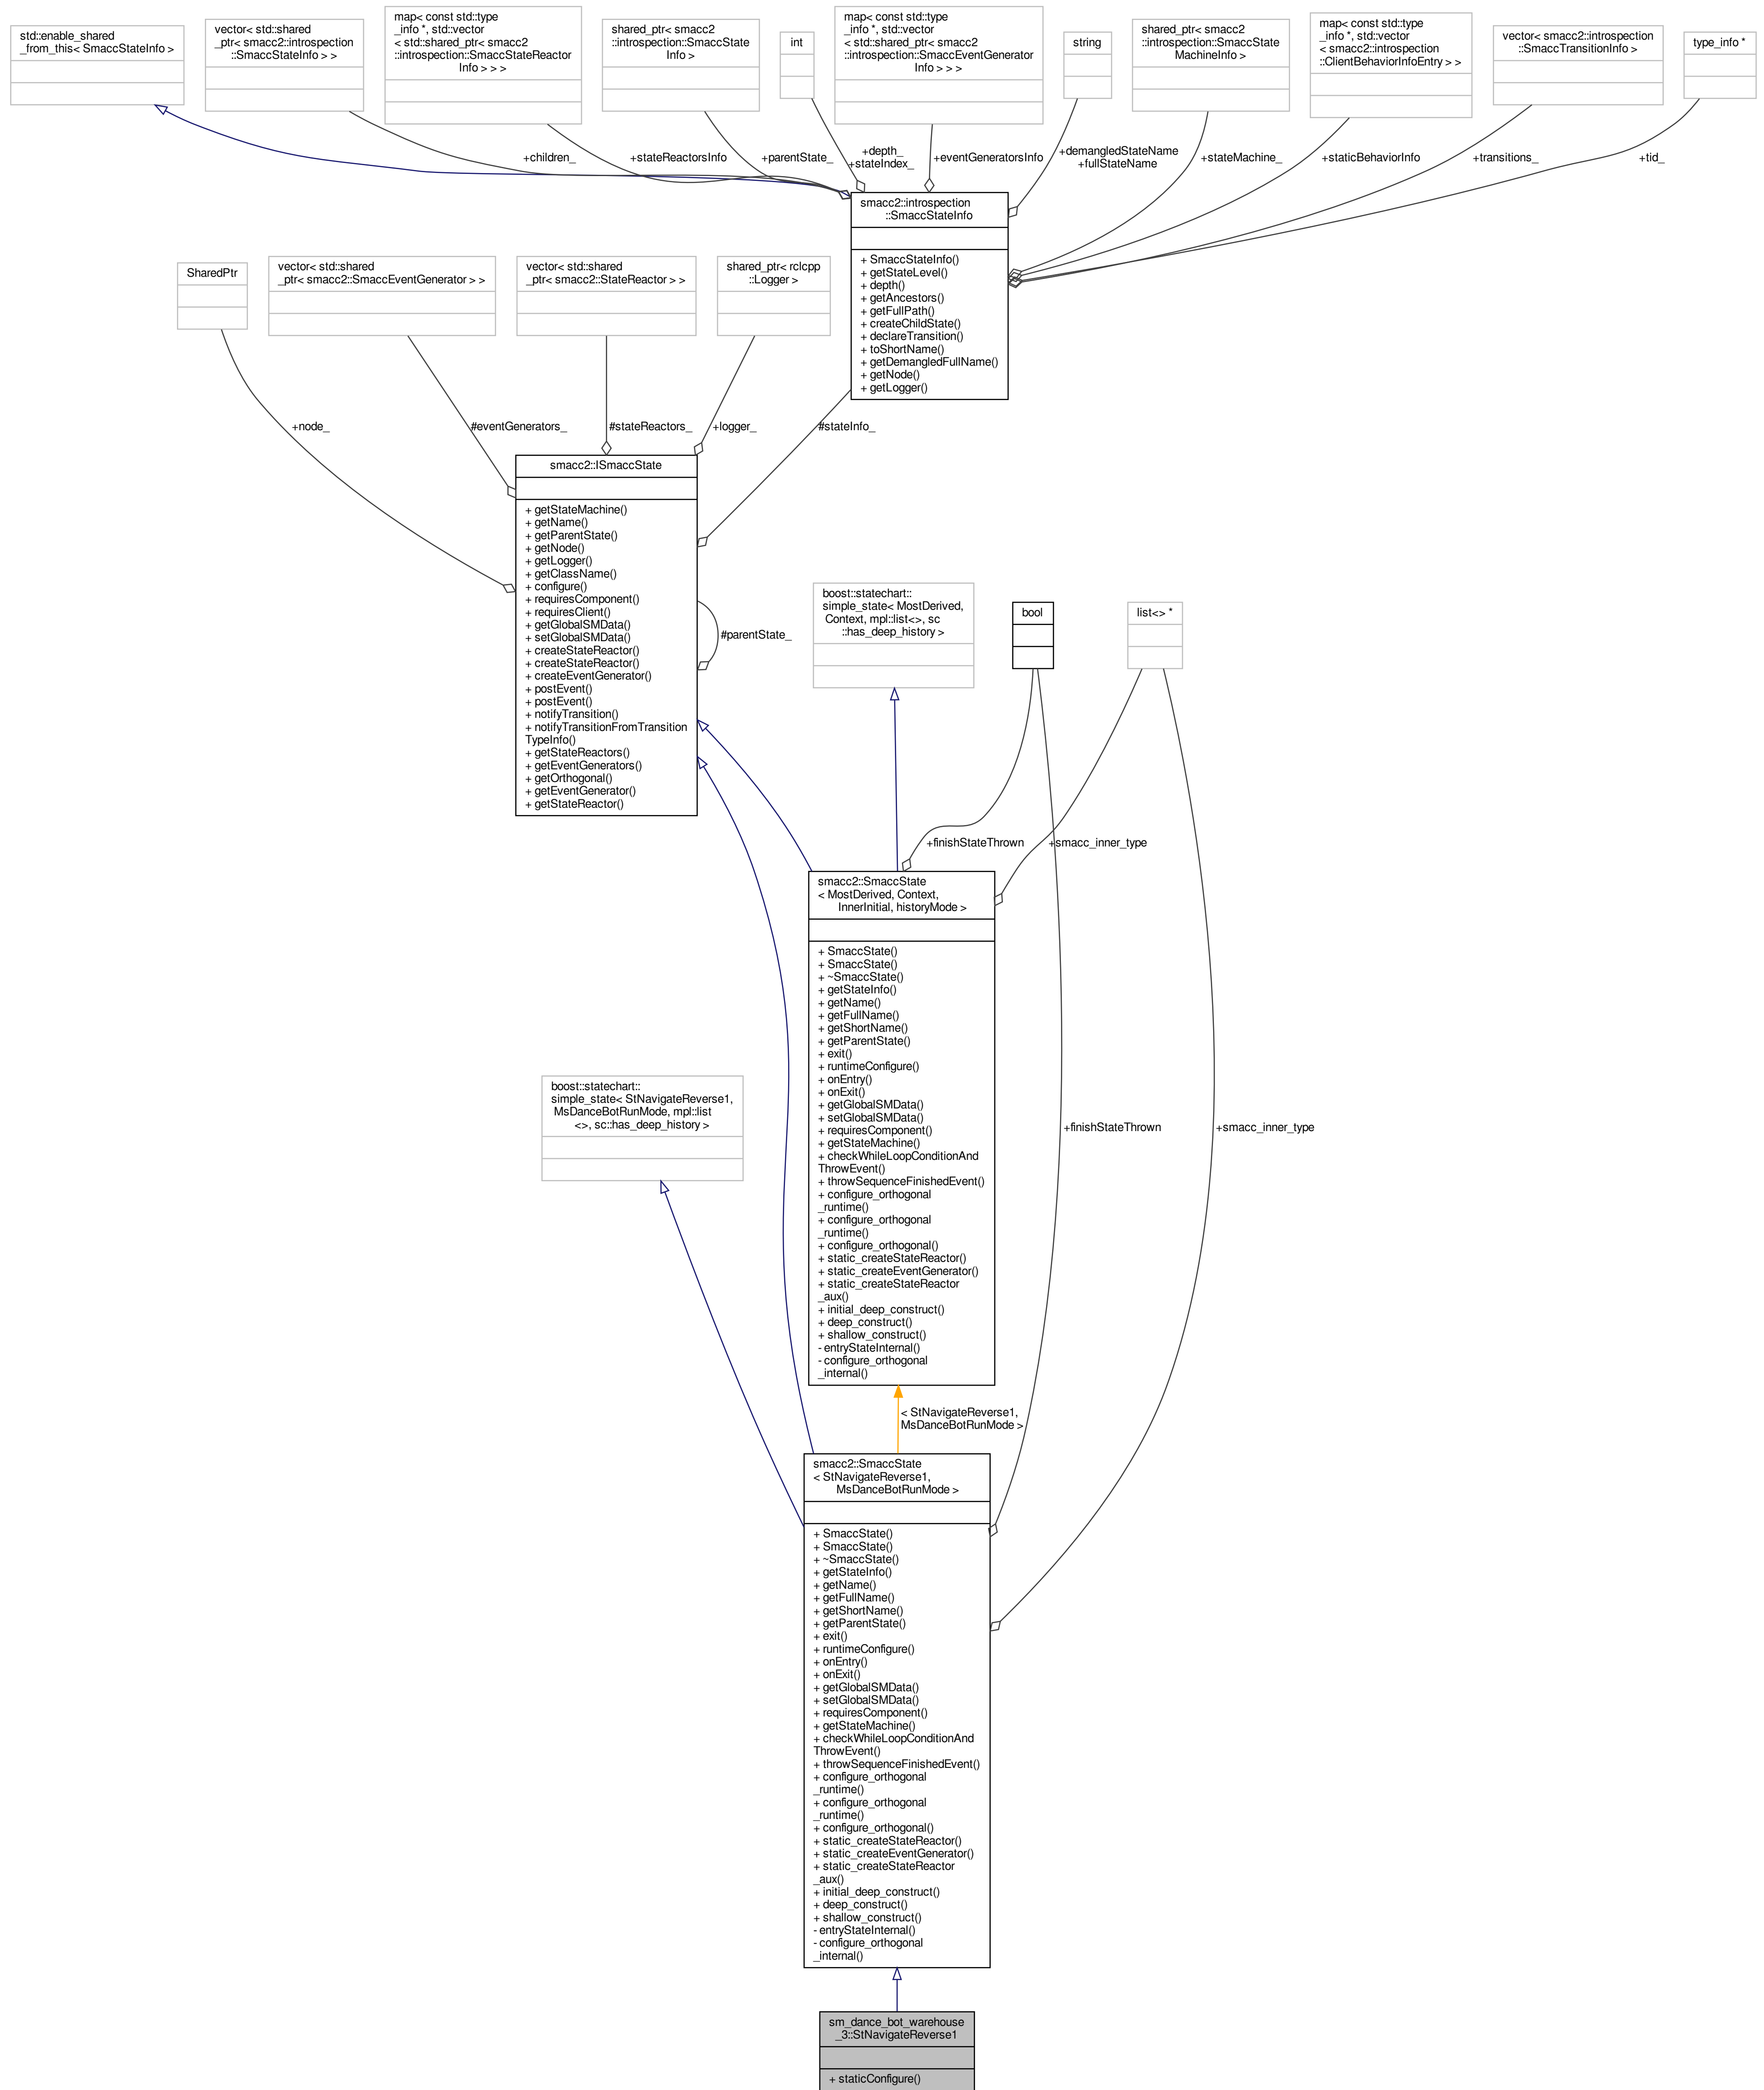 std::enable_shared
_from_this< SmaccStateInfo >
vector< std::shared
_ptr< smacc2::introspection
::SmaccStateInfo > >
map< const std::type
_info *, std::vector
< std::shared_ptr< smacc2
::introspection::SmaccStateReactor
Info > > >
shared_ptr< smacc2
::introspection::SmaccState
Info >
int
map< const std::type
_info *, std::vector
< std::shared_ptr< smacc2
::introspection::SmaccEventGenerator
Info > > >
string
shared_ptr< smacc2
::introspection::SmaccState
MachineInfo >
map< const std::type
_info *, std::vector
< smacc2::introspection
::ClientBehaviorInfoEntry > >
vector< smacc2::introspection
::SmaccTransitionInfo >
type_info *
+children_
+stateReactorsInfo
+parentState_
+depth_
+stateIndex_
+eventGeneratorsInfo
+demangledStateName
+fullStateName
+stateMachine_
+staticBehaviorInfo
+transitions_
+tid_
smacc2::introspection
::SmaccStateInfo
+ SmaccStateInfo()
+ getStateLevel()
+ depth()
+ getAncestors()
+ getFullPath()
+ createChildState()
+ declareTransition()
+ toShortName()
+ getDemangledFullName()
+ getNode()
+ getLogger()
SharedPtr
vector< std::shared
_ptr< smacc2::SmaccEventGenerator > >
vector< std::shared
_ptr< smacc2::StateReactor > >
shared_ptr< rclcpp
::Logger >
+node_
#eventGenerators_
#stateReactors_
+logger_
#stateInfo_
smacc2::ISmaccState
+ getStateMachine()
+ getName()
+ getParentState()
+ getNode()
+ getLogger()
+ getClassName()
+ configure()
+ requiresComponent()
+ requiresClient()
+ getGlobalSMData()
+ setGlobalSMData()
+ createStateReactor()
+ createStateReactor()
+ createEventGenerator()
+ postEvent()
+ postEvent()
+ notifyTransition()
+ notifyTransitionFromTransition
TypeInfo()
+ getStateReactors()
+ getEventGenerators()
+ getOrthogonal()
+ getEventGenerator()
+ getStateReactor()
#parentState_
boost::statechart::
simple_state< MostDerived,
Context, mpl::list<>, sc
::has_deep_history >
bool
list<> *
+finishStateThrown
+smacc_inner_type
smacc2::SmaccState
< MostDerived, Context,
InnerInitial, historyMode >
+ SmaccState()
+ SmaccState()
+ ~SmaccState()
+ getStateInfo()
+ getName()
+ getFullName()
+ getShortName()
+ getParentState()
+ exit()
+ runtimeConfigure()
+ onEntry()
+ onExit()
+ getGlobalSMData()
+ setGlobalSMData()
+ requiresComponent()
+ getStateMachine()
+ checkWhileLoopConditionAnd
ThrowEvent()
+ throwSequenceFinishedEvent()
+ configure_orthogonal
_runtime()
+ configure_orthogonal
_runtime()
+ configure_orthogonal()
+ static_createStateReactor()
+ static_createEventGenerator()
+ static_createStateReactor
_aux()
+ initial_deep_construct()
+ deep_construct()
+ shallow_construct()
- entryStateInternal()
- configure_orthogonal
_internal()
boost::statechart::
simple_state< StNavigateReverse1,
MsDanceBotRunMode, mpl::list
<>, sc::has_deep_history >
+finishStateThrown
+smacc_inner_type
< StNavigateReverse1,
MsDanceBotRunMode >
smacc2::SmaccState
< StNavigateReverse1,
MsDanceBotRunMode >
+ SmaccState()
+ SmaccState()
+ ~SmaccState()
+ getStateInfo()
+ getName()
+ getFullName()
+ getShortName()
+ getParentState()
+ exit()
+ runtimeConfigure()
+ onEntry()
+ onExit()
+ getGlobalSMData()
+ setGlobalSMData()
+ requiresComponent()
+ getStateMachine()
+ checkWhileLoopConditionAnd
ThrowEvent()
+ throwSequenceFinishedEvent()
+ configure_orthogonal
_runtime()
+ configure_orthogonal
_runtime()
+ configure_orthogonal()
+ static_createStateReactor()
+ static_createEventGenerator()
+ static_createStateReactor
_aux()
+ initial_deep_construct()
+ deep_construct()
+ shallow_construct()
- entryStateInternal()
- configure_orthogonal
_internal()
sm_dance_bot_warehouse
_3::StNavigateReverse1
+ staticConfigure()